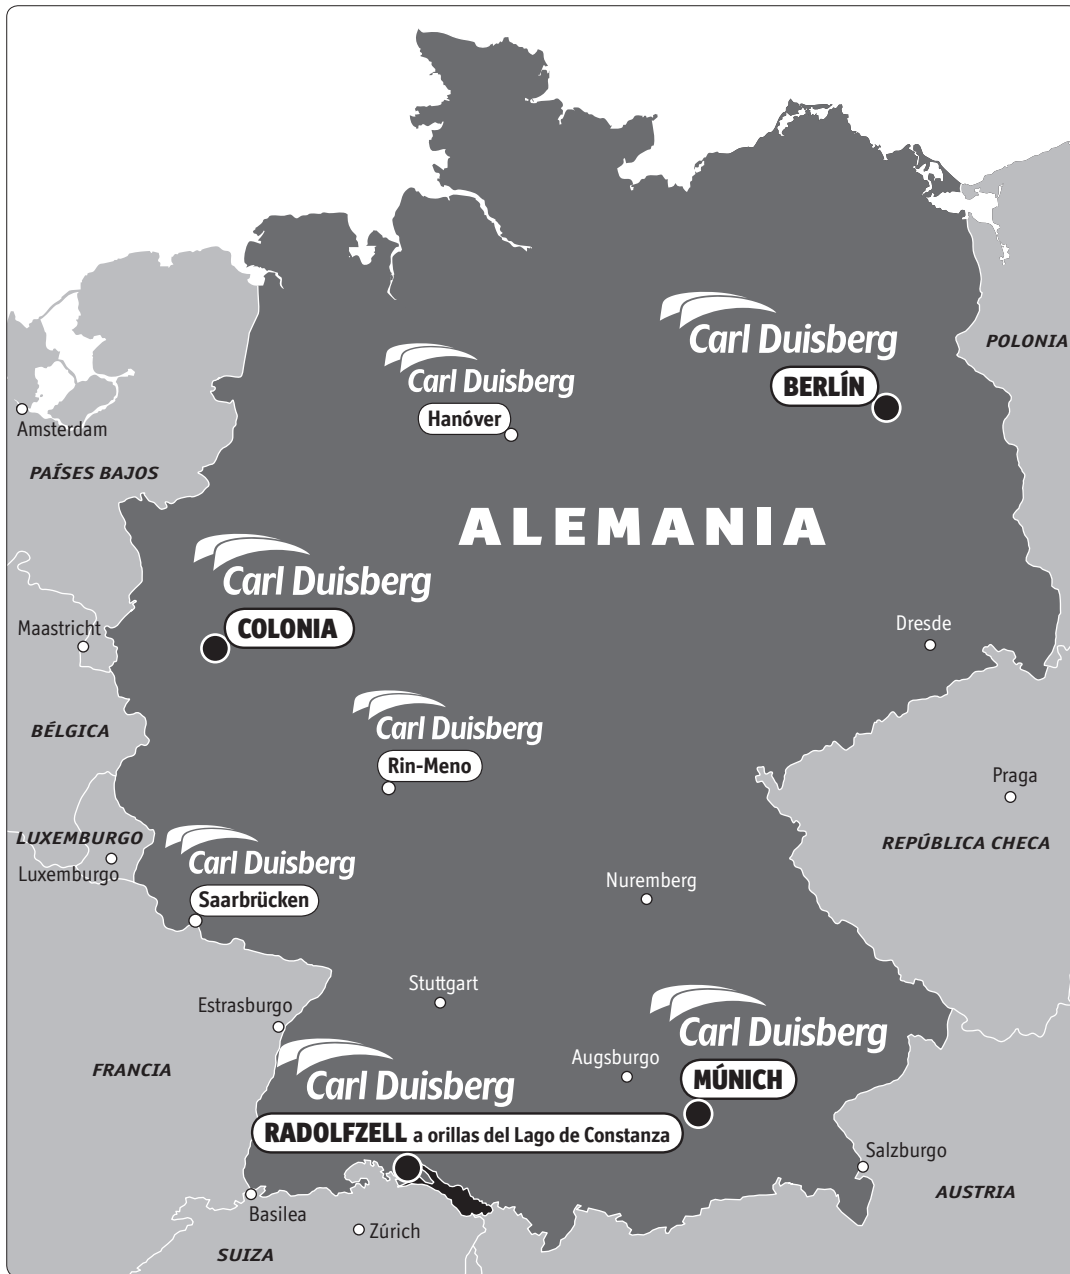 Carl Duisberg
POLONIA
Carl Duisberg
BERLÍN
Hanóver
Amsterdam
PAÍSES BAJOS
ALEMANIA
Carl Duisberg
COLONIA
Maastricht
Dresde
Carl Duisberg
BÉLGICA
Rin-Meno
Praga
LUXEMBURGO
REPÚBLICA CHECA
Carl Duisberg
Luxemburgo
Nuremberg
Saarbrücken
Stuttgart
Estrasburgo
Carl Duisberg
Augsburgo
FRANCIA
MÚNICH
Carl Duisberg
RADOLFZELL a orillas del Lago de Constanza
Salzburgo
AUSTRIA
Basilea
Zúrich
SUIZA